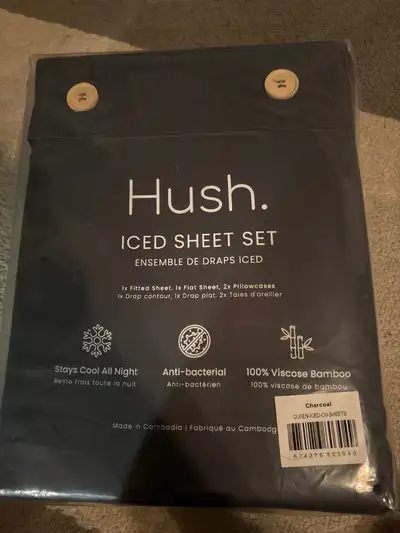 Hush.
ICED SHEET SET
ENSEMBLE DE DRAPS ICED
1x Fitted Sheet, 1x Flat Sheet, 2x Pillowcases
1x Drap contour, 1x Drap plat, 2x Taies d'oreiller
Stays Cool All Night
Reste frais toute la nuit
Anti-bacterial
Anti-bactérien
100% Viscose Bamboo
100% viscose de bambou
Charcoal
QUEEN-ICED-CH-SHEETS
Made in Cambodia | Fabriqué au Cambodg